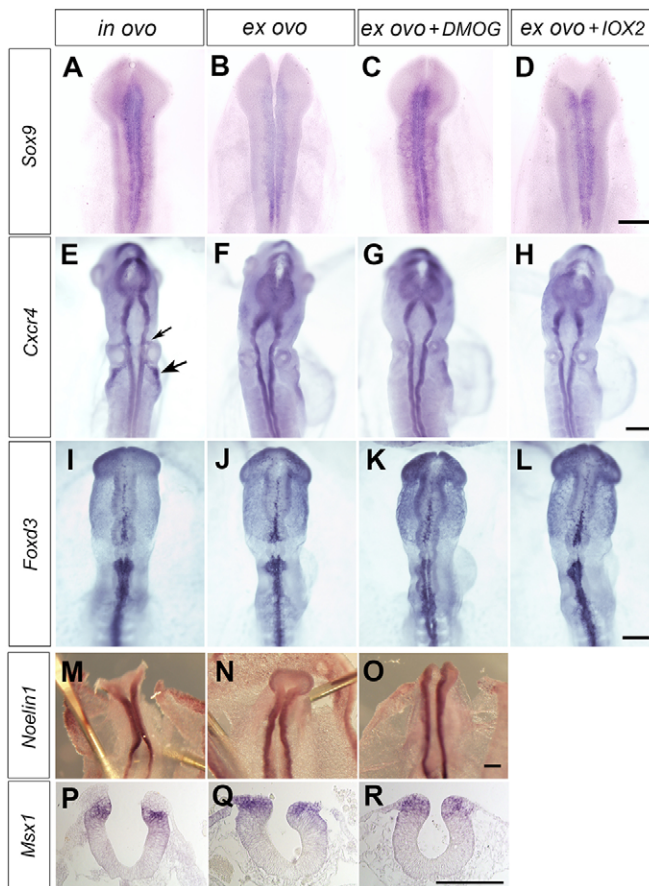 in ovo
ex ovo
ex ovo + DMOG
ex ovo + IOX2
Sox9
A
B
C
D
Cxcr4
E
F
G
H
Foxd3
I
J
K
L
Noelin1
M
N
O
Msx1
P
Q
R